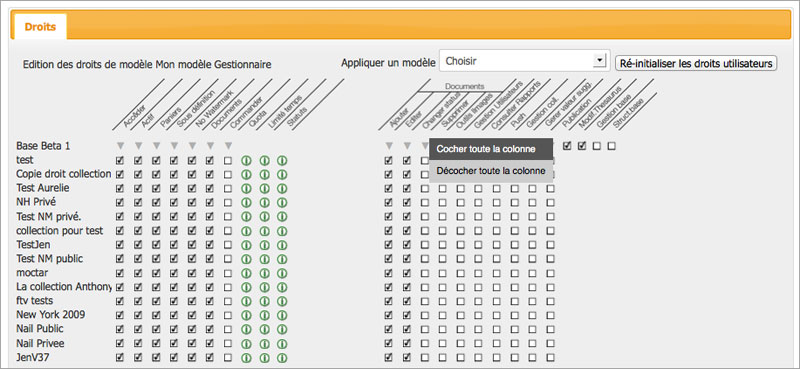 Droits
Edition des droits de modèle Mon modèle Gestionnaire
Appliquer un modèle
Choisir
Ré-initialiser les droits utilisateurs
Documents
Accéder
Actif
Paniers
Sous définition
No Watermark
Documents
Commander
Quota
Limité temps
Statuts
Ajouter
Editer
Changer status
Supprimer
Outils Images
Gestion Utilisateurs
Consulter Rapports
Push
Gestion coll.
Gerer valeur sugg.
Publication
Modif Thesaurus
Gestion base
Struct base
Base Beta 1
Cocher toute la colonne
Décocher toute la colonne
test
Copie droit collection
Test Aurelie
NH Privé
Test NM privé.
collection pour test
TestJen
Test NM public
moctar
La collection Anthony
ftv tests
New York 2009
Nail Public
Nail Privee
JenV37